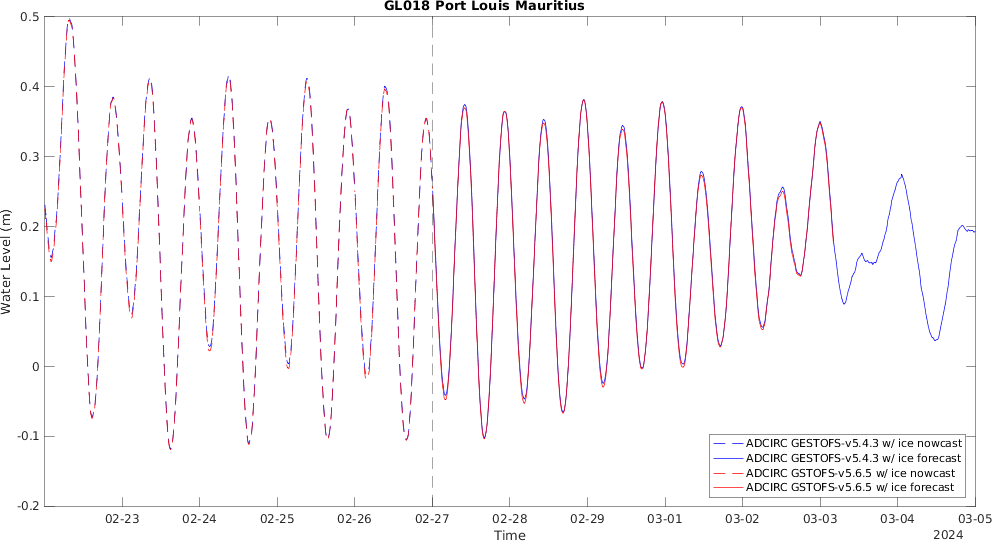 GL018 Port Louis Mauritius
0.5
0.4
0.3
0.2
0.1
0
-0.1
-0.2
Water Level (m)
02-23 02-24 02-25 02-26 02-27 02-28 02-29 03-01 03-02 03-03 03-04 03-05
Time
2024
ADCIRC GESTOFS-v5.4.3 w/ ice nowcast
ADCIRC GESTOFS-v5.4.3 w/ ice forecast
ADCIRC GSTOFS-v5.6.5 w/ ice nowcast
ADCIRC GSTOFS-v5.6.5 w/ ice forecast